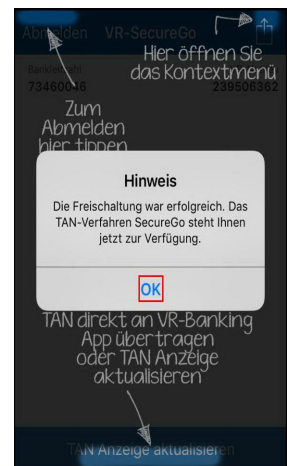 Abmelden VR-SecureGo
Hier öffnen Sie
das Kontextmenü
Bankleitzahl
73460046 239506362
Zum
Abmelden
hier tippen
Hinweis
Die Freischaltung war erfolgreich. Das
TAN-Verfahren SecureGo steht Ihnen
jetzt zur Verfügung.
OK
TAN direkt an VR-Banking
App übertragen
oder TAN Anzeige
aktualisieren
TAN Anzeige aktualisieren